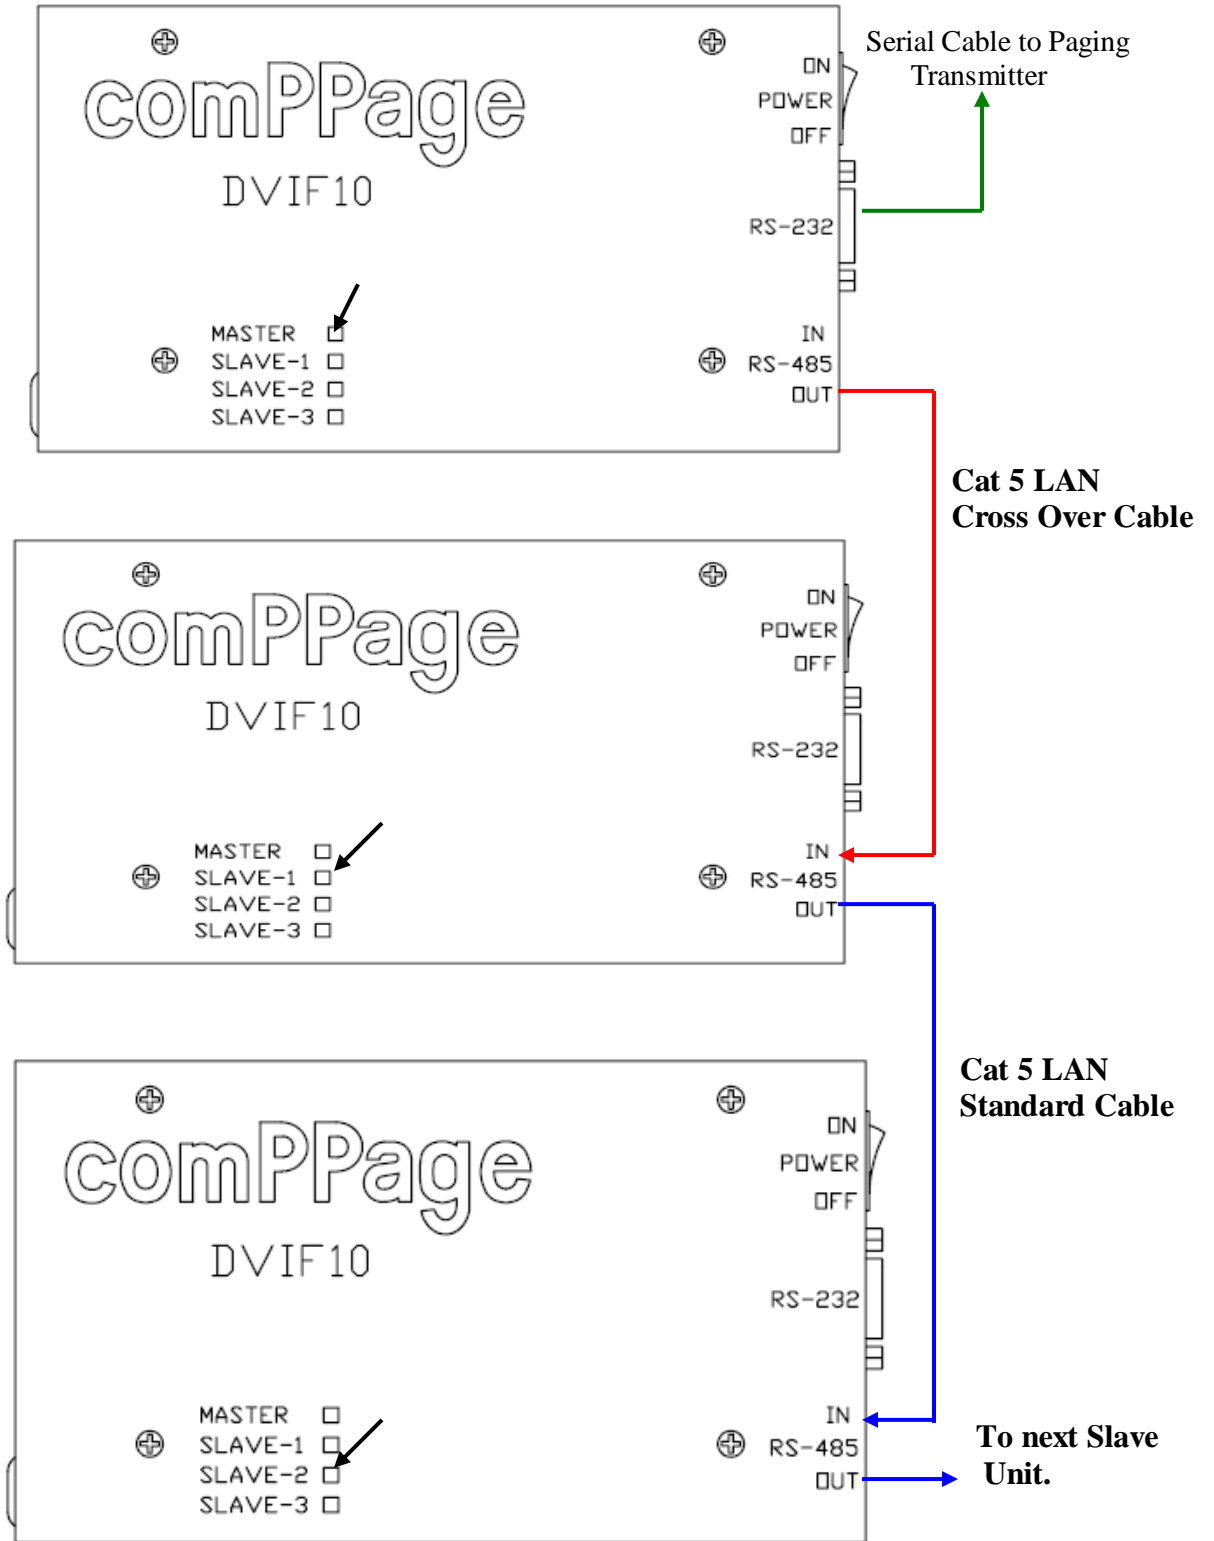 Serial Cable to Paging
Transmitter
comPPage
DVIF10
ON
POWER
OFF
RS-232
MASTER
SLAVE-1
SLAVE-2
SLAVE-3
IN
RS-485
OUT
Cat 5 LAN
Cross Over Cable
comPPage
DVIF10
ON
POWER
OFF
RS-232
MASTER
SLAVE-1
SLAVE-2
SLAVE-3
IN
RS-485
OUT
Cat 5 LAN
Standard Cable
comPPage
DVIF10
ON
POWER
OFF
RS-232
MASTER
SLAVE-1
SLAVE-2
SLAVE-3
IN
RS-485
OUT
To next Slave
Unit.